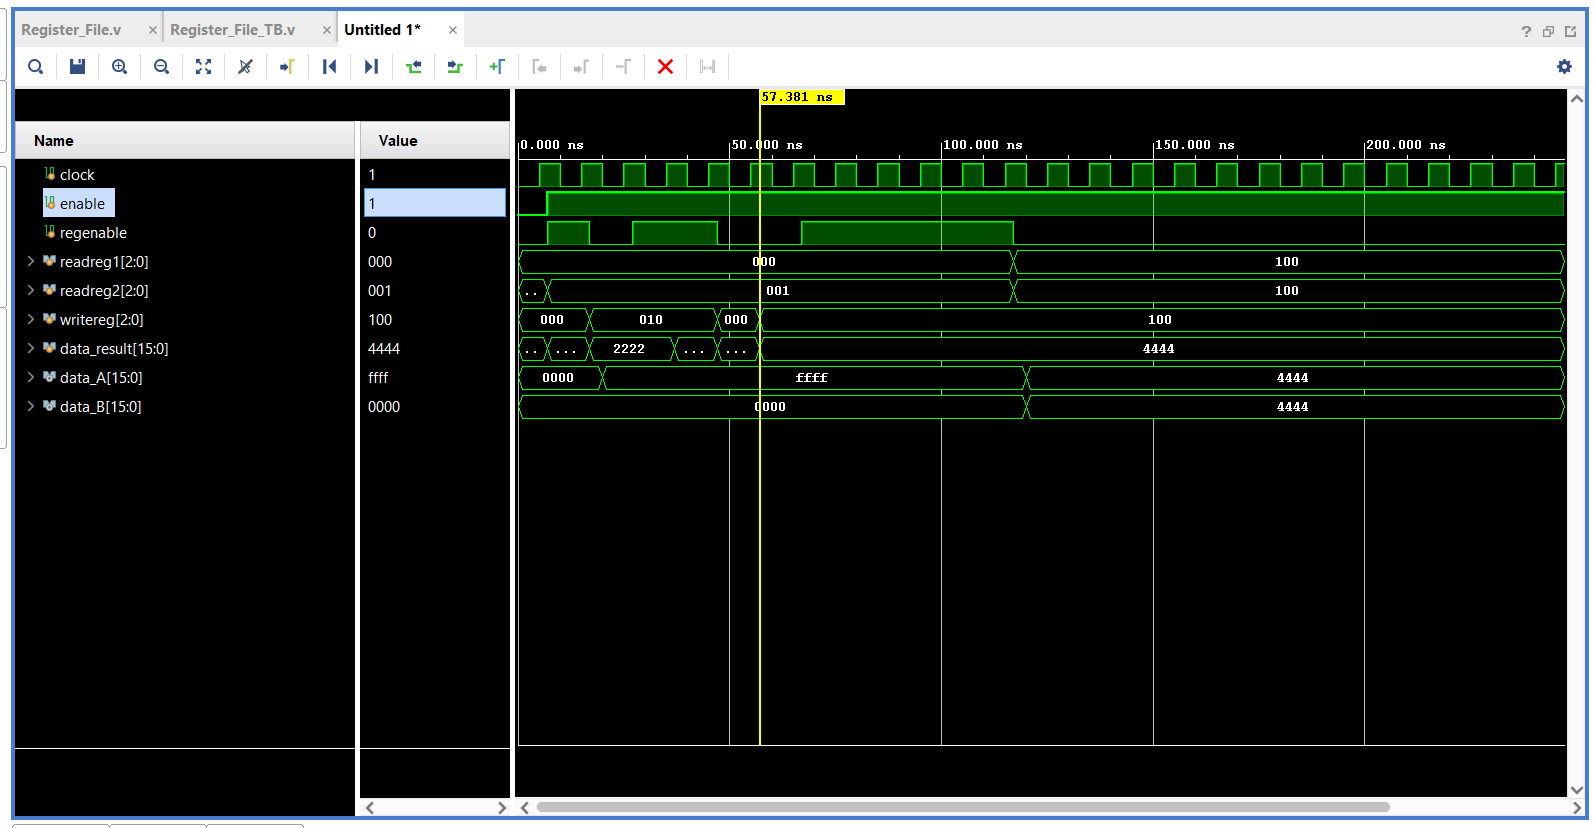 Register_File.v × Register_File_TB.v × Untitled 1* × ?
57.381 ns
Name Value
0.000 ns 50.000 ns 100.000 ns 150.000 ns 200.000 ns
clock 1
enable 1
regenable 0
readreg1[2:0] 000 000 100
readreg2[2:0] 001 .. 001 100
writereg[2:0] 100 000 010 000 100
data_result[15:0] 4444 .. ... 2222 ... ... 4444
data_A[15:0] ffff 0000 ffff 4444
data_B[15:0] 0000 0000 4444